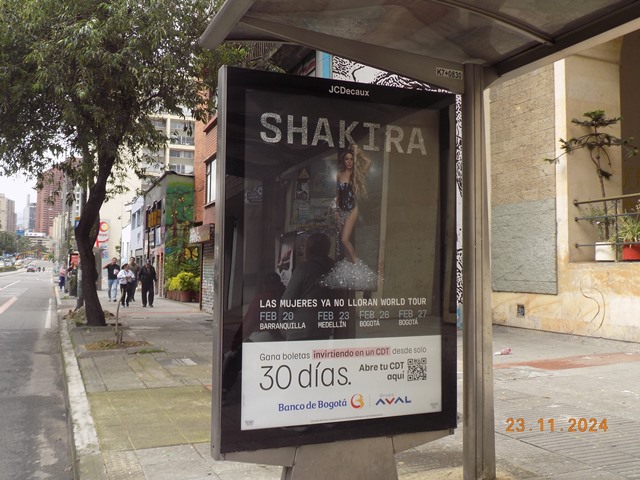 M740630
JCDecaux
SHAKIRA
LAS MUJERES YA NO LLORAN WORLD TOUR
FEB 20 FEB 23 FEB 26 FEB 27
BARRANQUILLA MEDELLÍN BOGOTÁ BOGOTÁ
Gana boletas invirtiendo en un CDT desde solo
30 días.
Abre tu CDT
aquí
Banco de Bogotá
AVAL
23.11.2024